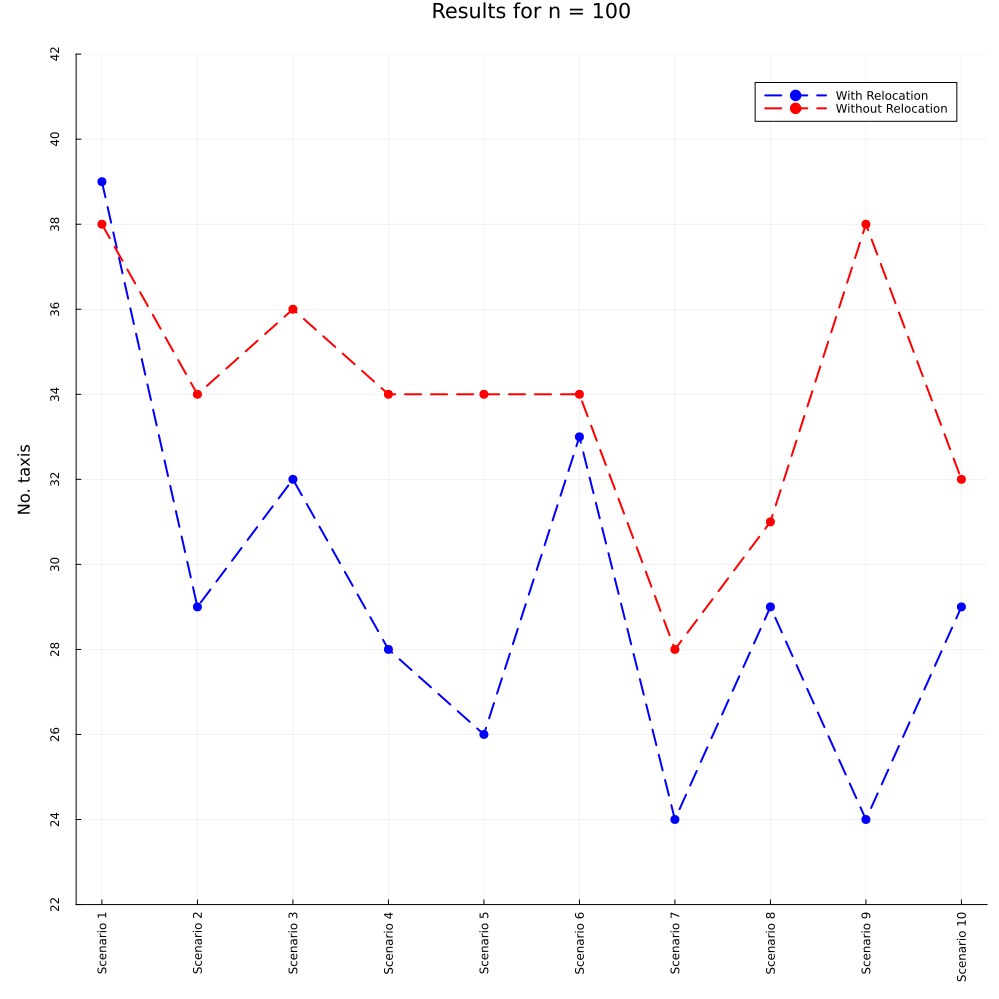 Results for n = 100
With Relocation
Without Relocation
No. taxis
42
40
38
36
34
32
30
28
26
24
22
Scenario 1
Scenario 2
Scenario 3
Scenario 4
Scenario 5
Scenario 6
Scenario 7
Scenario 8
Scenario 9
Scenario 10